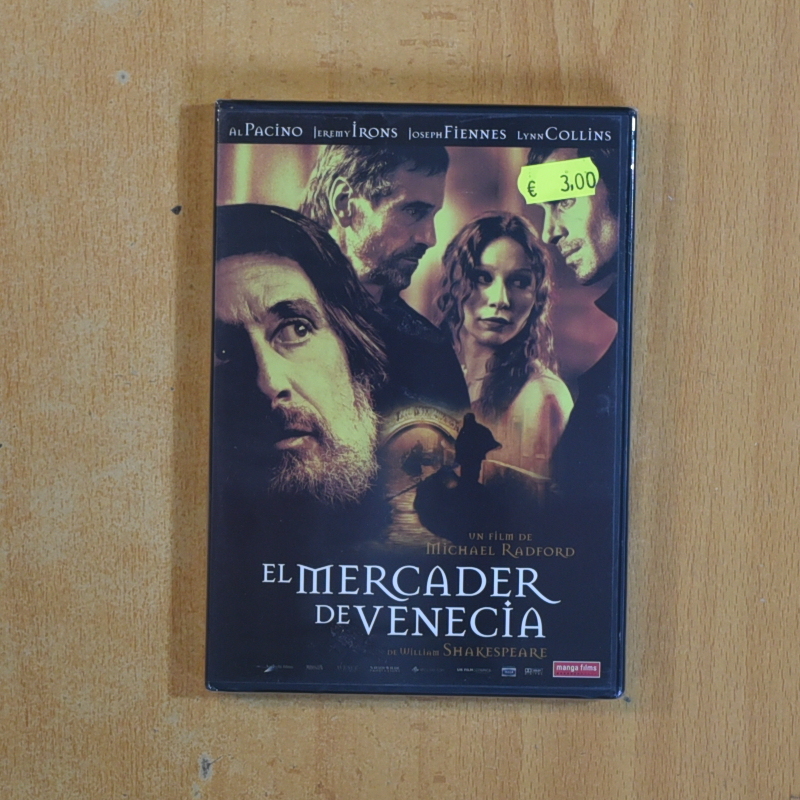 AL PACINO JEREMY IRONS JOSEPH FIENNES LYNN COLLINS
€ 3,00
UN FILM DE
MICHAEL RADFORD
EL MERCADER
DE VENECIA
DE WILLIAM SHAKESPEARE
manga films